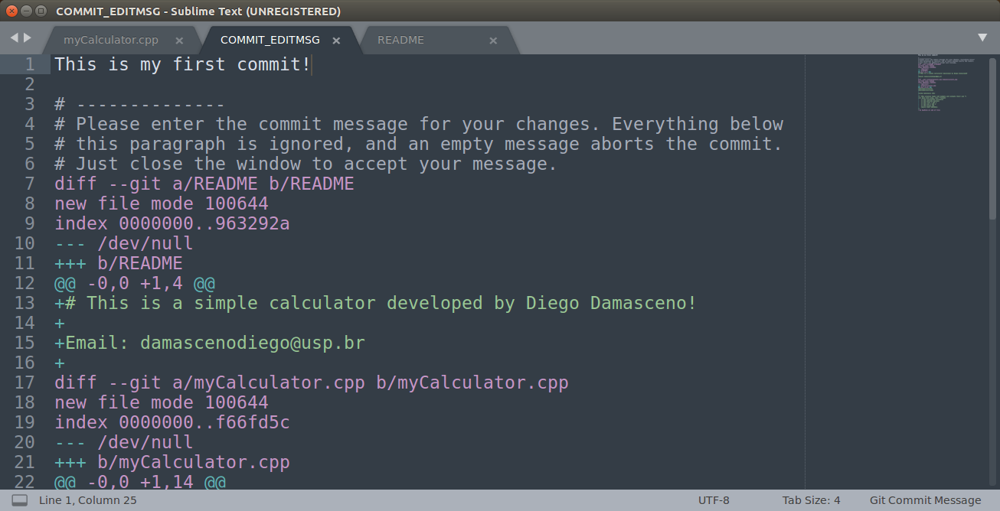 COMMIT_EDITMSG - Sublime Text (UNREGISTERED)
myCalculator.cpp COMMIT_EDITMSG README
1 This is my first commit!
2
3 # --------------
4 # Please enter the commit message for your changes. Everything below
5 # this paragraph is ignored, and an empty message aborts the commit.
6 # Just close the window to accept your message.
7 diff --git a/README b/README
8 new file mode 100644
9 index 0000000..963292a
10 --- /dev/null
11 +++ b/README
12 @@ -0,0 +1,4 @@
13 +# This is a simple calculator developed by Diego Damasceno!
14 +
15 +Email: damascenodiego@usp.br
16 +
17 diff --git a/myCalculator.cpp b/myCalculator.cpp
18 new file mode 100644
19 index 0000000..f66fd5c
20 --- /dev/null
21 +++ b/myCalculator.cpp
22 @@ -0,0 +1,14 @@
Line 1, Column 25 UTF-8 Tab Size: 4 Git Commit Message